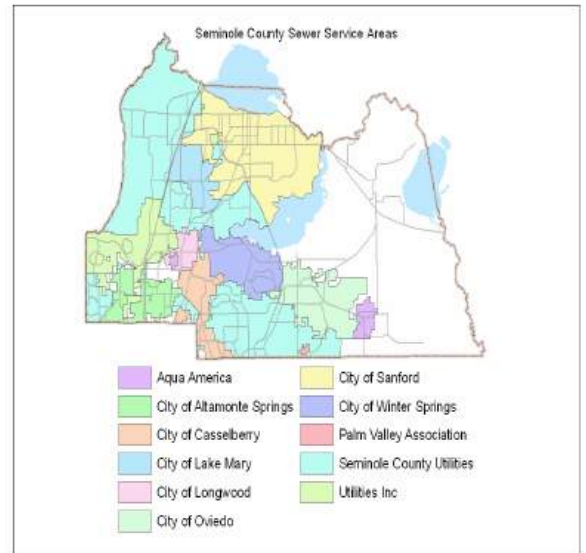 Seminole County Sewer Service Areas
Aqua America
City of Altamonte Springs
City of Casselberry
City of Lake Mary
City of Longwood
City of Oviedo
City of Sanford
City of Winter Springs
Palm Valley Association
Seminole County Utilities
Utilities Inc